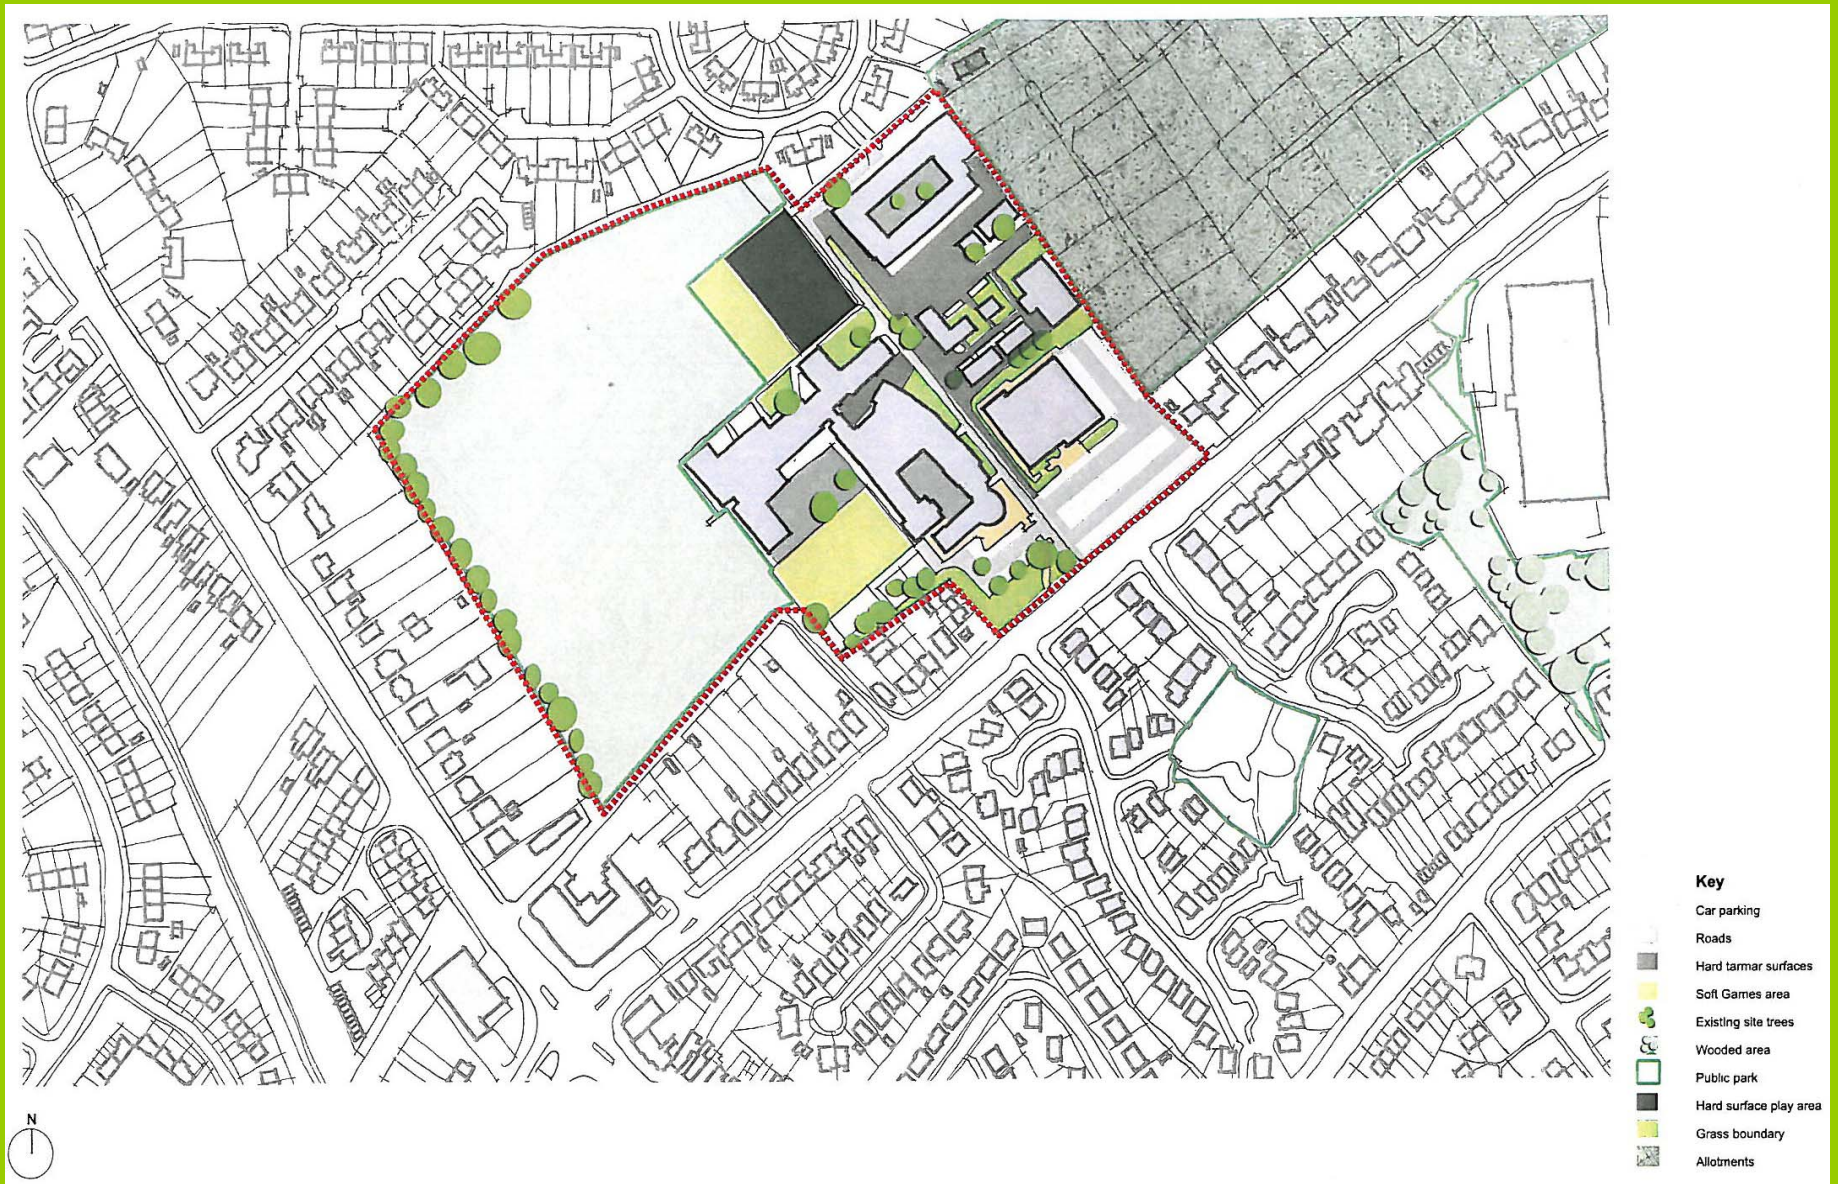 Key
Car parking
Roads
Hard tarmar surfaces
Soft Games area
Existing site trees
Wooded area
Public park
Hard surface play area
Grass boundary
Allotments
N